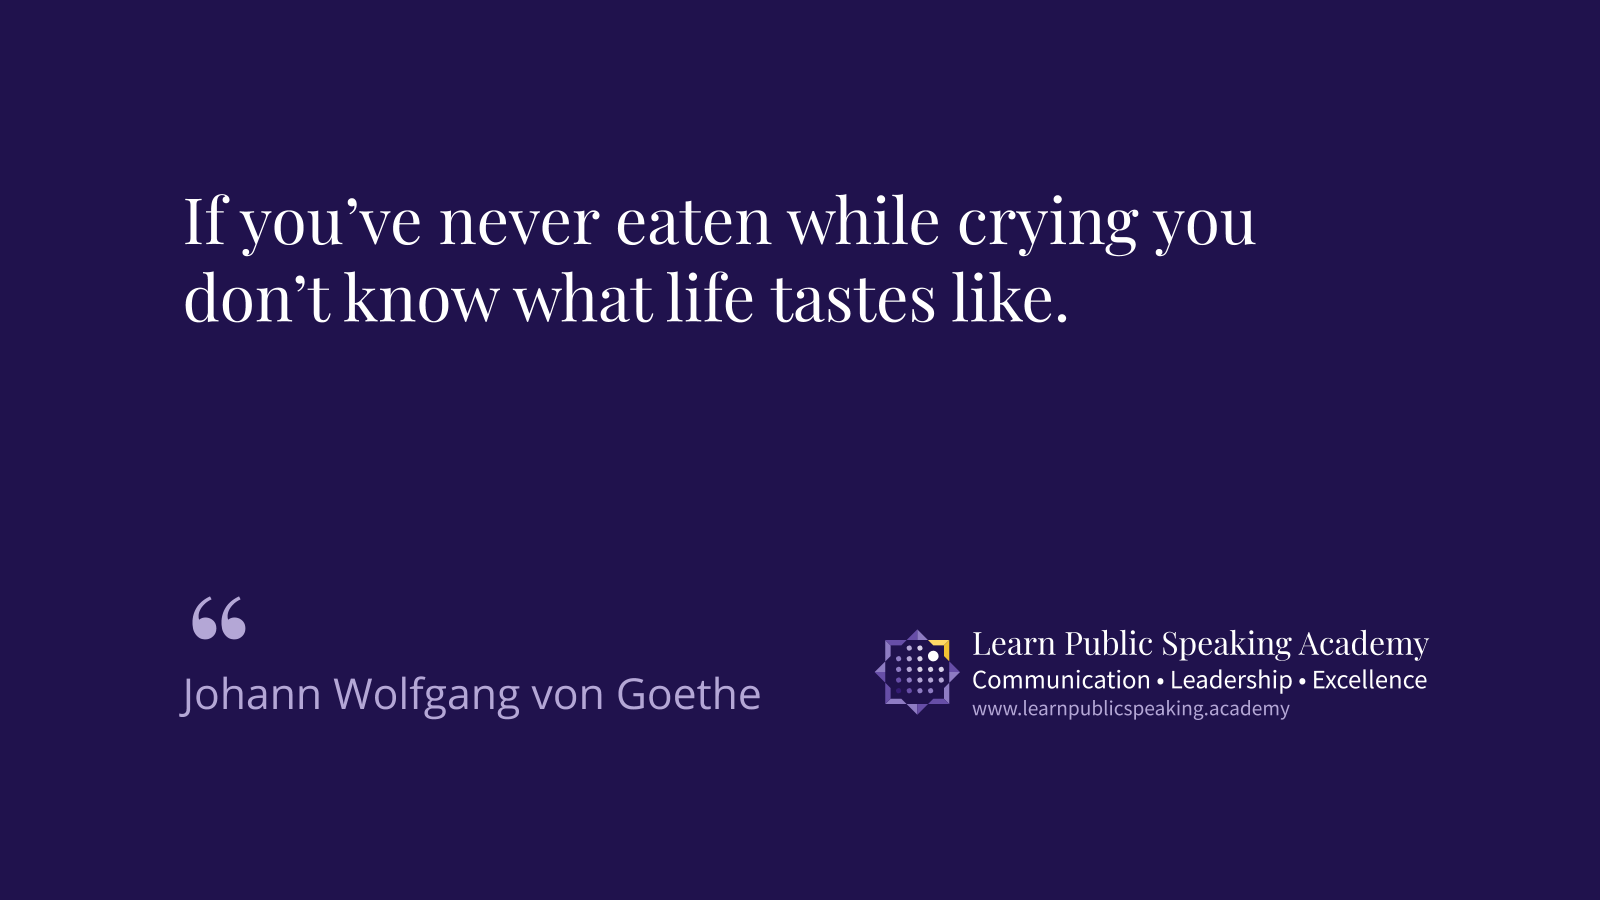 If you’ve never eaten while crying you
don’t know what life tastes like.
“
Johann Wolfgang von Goethe
Learn Public Speaking Academy
Communication • Leadership • Excellence
www.learnpublicspeaking.academy